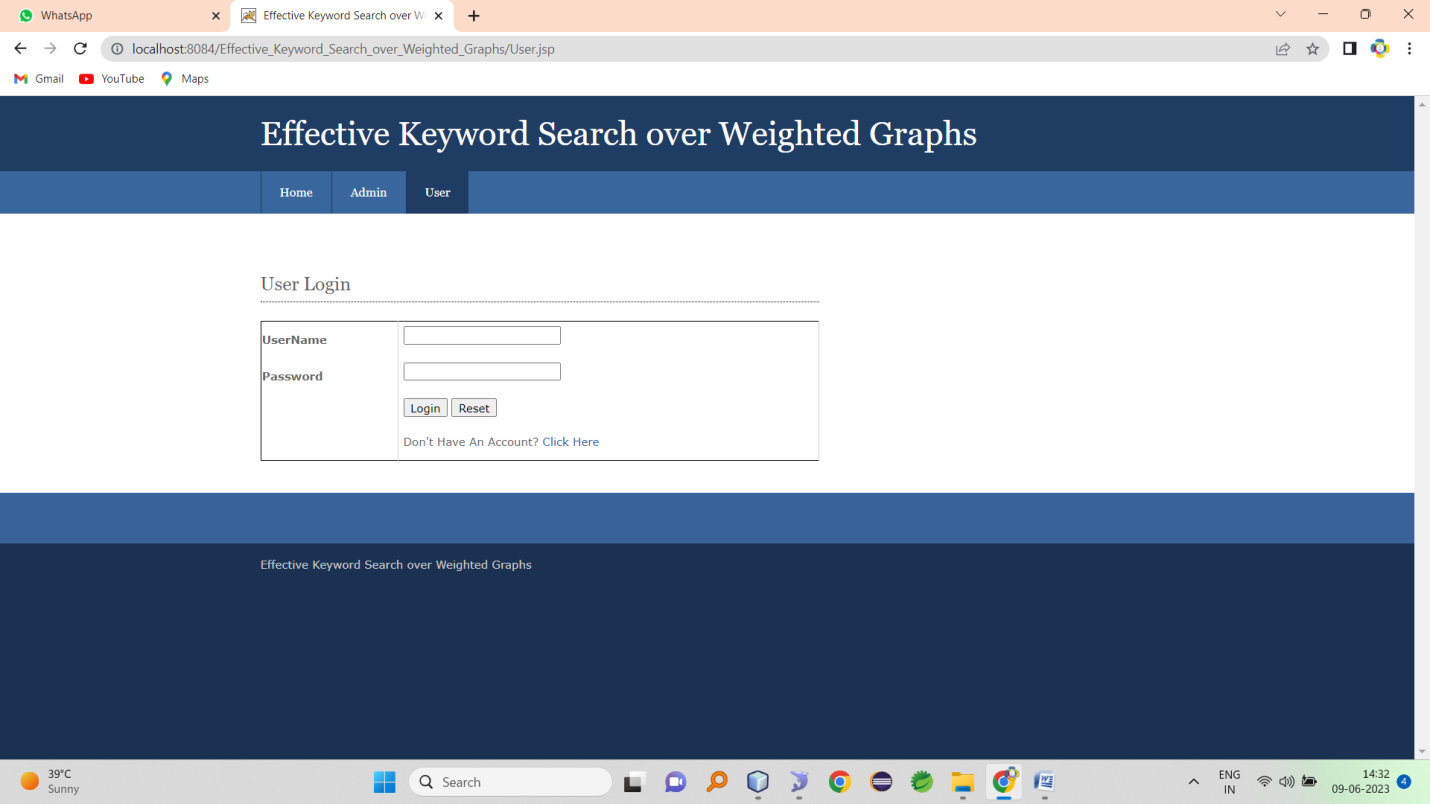 WhatsApp
Effective Keyword Search over W
localhost:8084/Effective_Keyword_Search_over_Weighted_Graphs/User.jsp
Gmail YouTube Maps
Effective Keyword Search over Weighted Graphs
Home Admin User
User Login
UserName
Password
Login Reset
Don't Have An Account? Click Here
Effective Keyword Search over Weighted Graphs
39°C
Sunny
Search
ENG
IN
14:32
09-06-2023
4